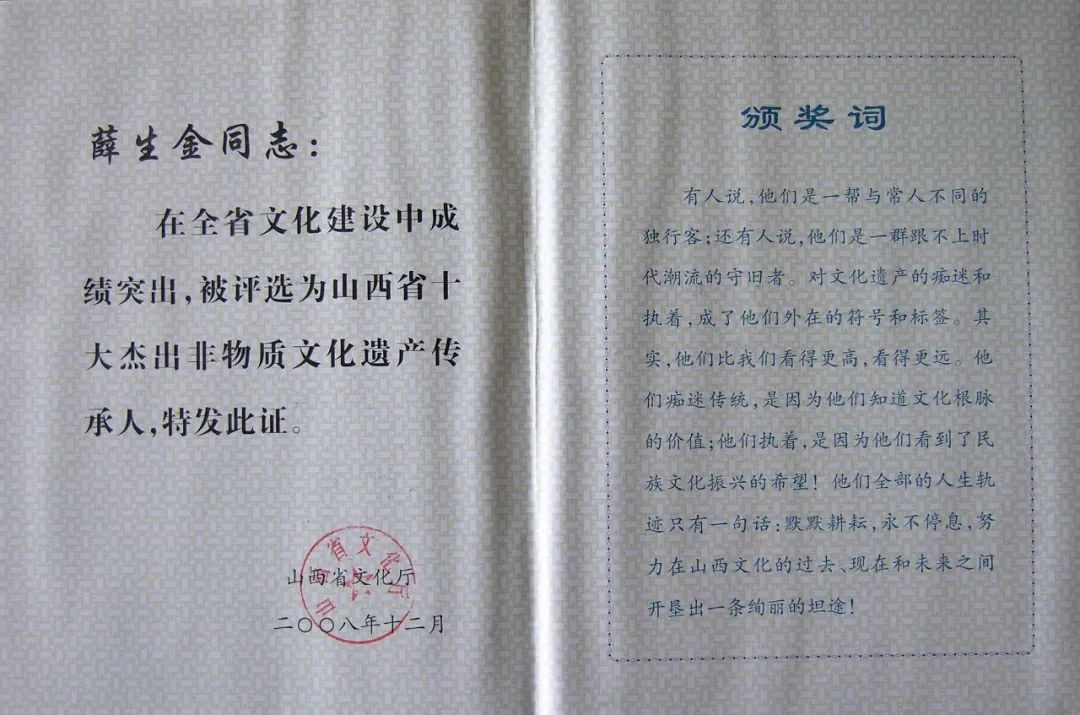 薛生金同志：
在全省文化建设中成
绩突出，被评选为山西省十
大杰出非物质文化遗产传
承人，特发此证。
山西省文化厅
山西省文化厅
二〇〇八年十二月
颁奖词
有人说，他们是一帮与常人不同的
独行客；还有人说，他们是一群跟不上时
代潮流的守旧者。对文化遗产的痴迷和
执着，成了他们外在的符号和标签。其
实，他们比我们看得更高，看得更远。他
们痴迷传统，是因为他们知道文化根脉
的价值；他们执着，是因为他们看到了民
族文化振兴的希望！他们全部的人生轨
迹只有一句话：默默耕耘，永不停息，努
力在山西文化的过去、现在和未来之间
开垦出一条绚丽的坦途！